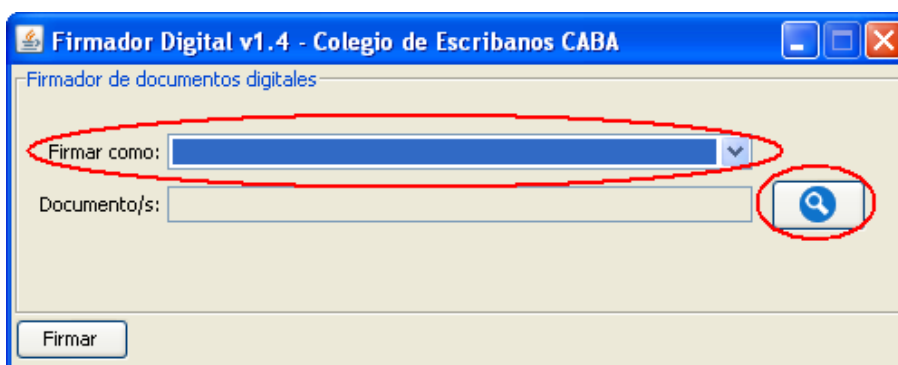 Firmador Digital v1.4 - Colegio de Escribanos CABA
Firmador de documentos digitales
Firmar como:
Documento/s:
Firmar